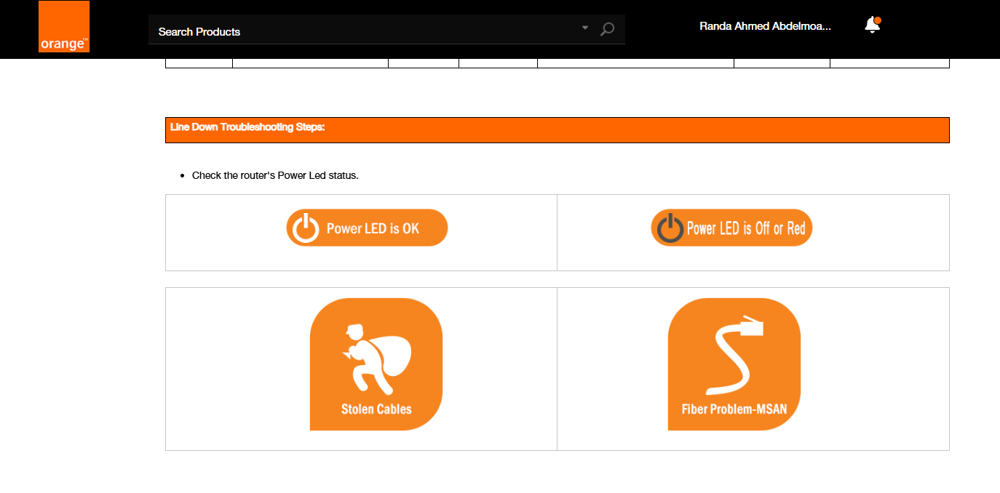 orange™
Search Products
Randa Ahmed Abdelmoa...
Line Down Troubleshooting Steps:
• Check the router's Power Led status.
Power LED is OK
Power LED is Off or Red
Stolen Cables
Fiber Problem-MSAN